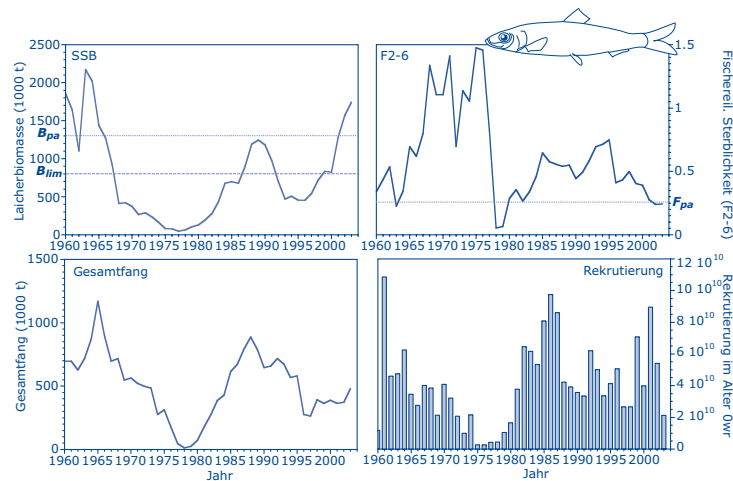 SSB
2500
2000
1500
1000
500
0
Bpa
Blim
Laicherbiomasse (1000 t)
1960 1965 1970 1975 1980 1985 1990 1995 2000
F2-6
1.5
1
0.5
0
Fpa
Fischereil. Sterblichkeit (F2-6)
1960 1965 1970 1975 1980 1985 1990 1995 2000
Gesamtfang
1500
1000
500
0
Gesamtfang (1000 t)
1960 1965 1970 1975 1980 1985 1990 1995 2000
Jahr
Rekrutierung
12 10^10
10 10^10
8 10^10
6 10^10
4 10^10
2 10^10
0
Rekrutierung im Alter 0wr
1960 1965 1970 1975 1980 1985 1990 1995 2000
Jahr